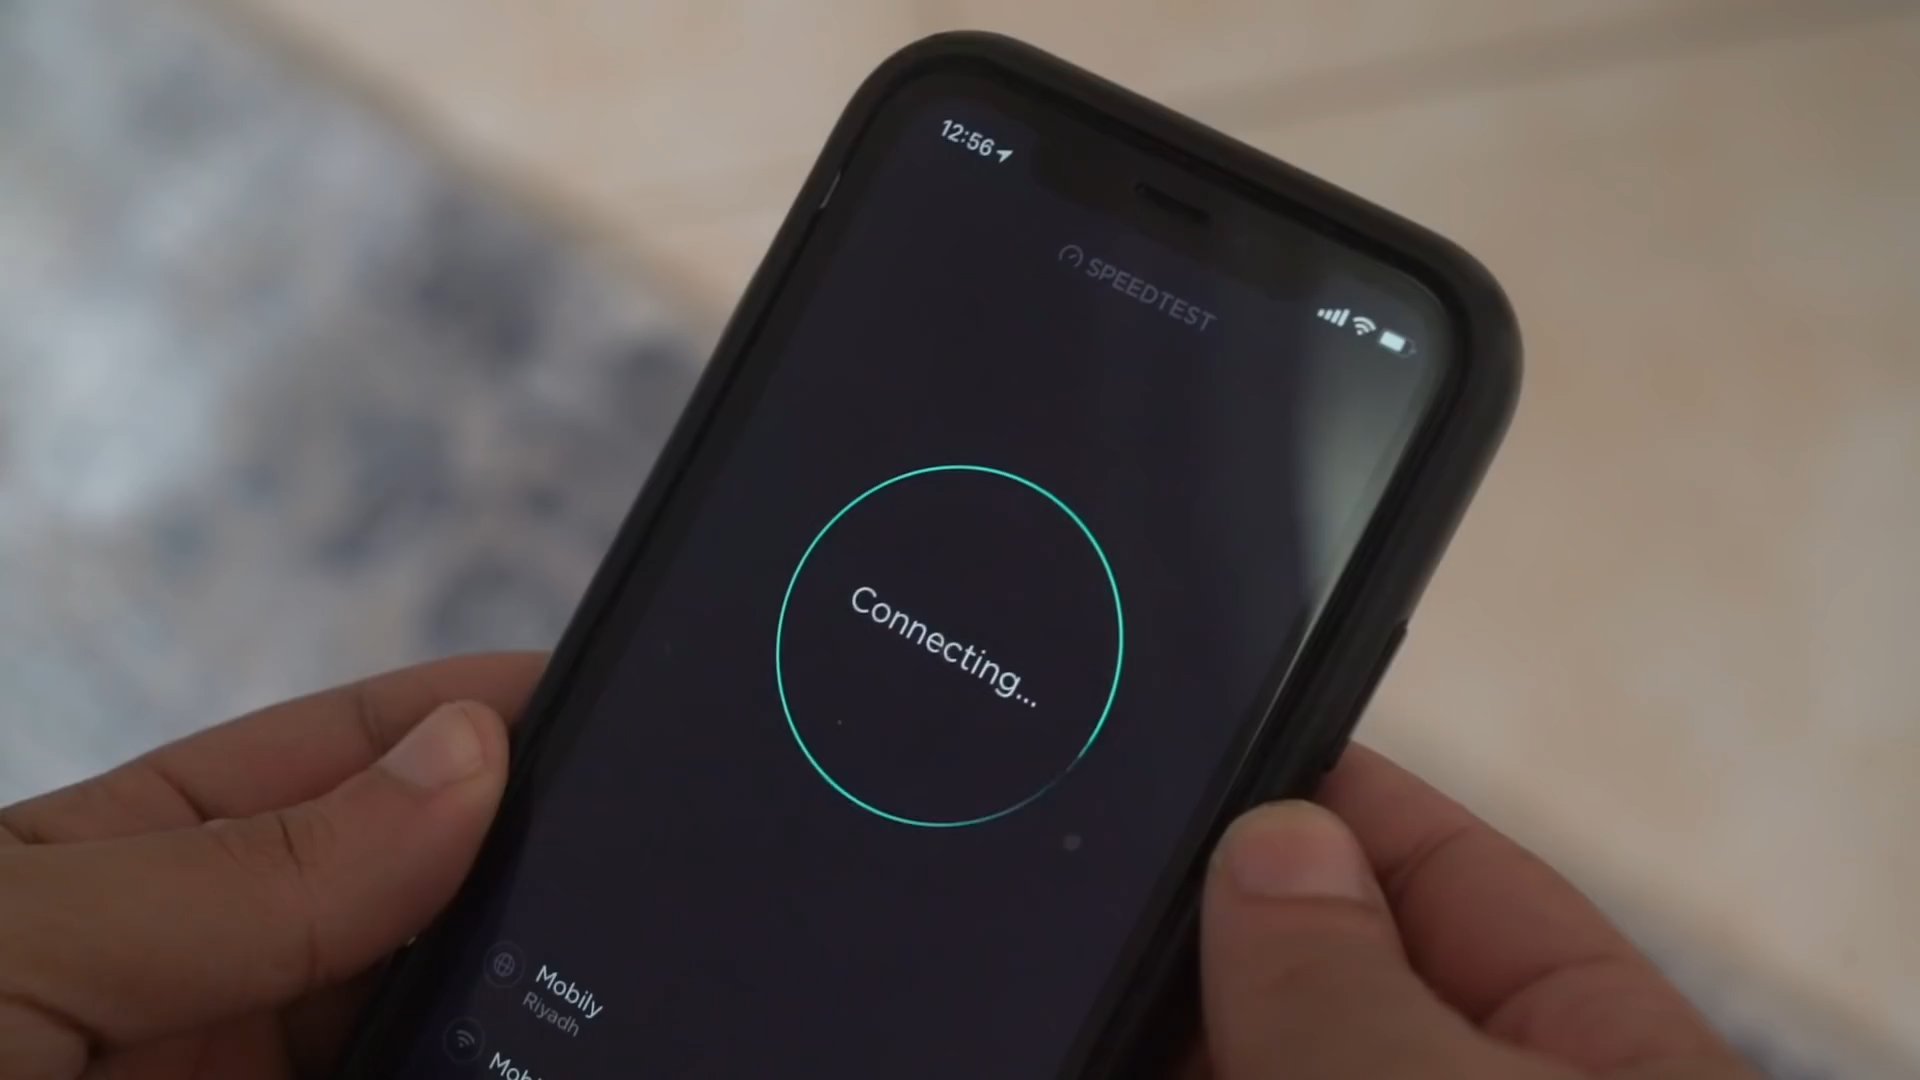 12:56
SPEEDTEST
Connecting...
Mobily
Riyadh